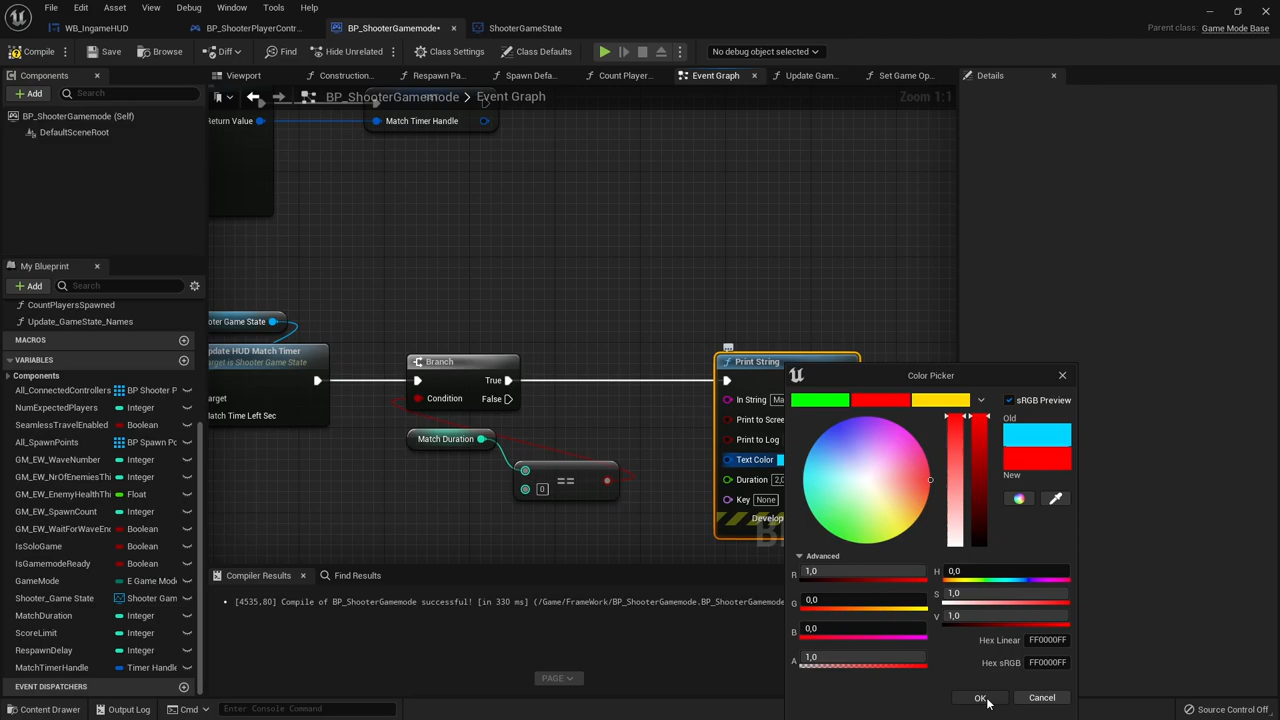 File Edit Asset View Debug Window Tools Help
WB_IngameHUD BP_ShooterPlayerContr... BP_ShooterGamemode* ShooterGameState Parent class: Game Mode Base
Compile Save Browse Diff Find Hide Unrelated Class Settings Class Defaults No debug object selected
Components Viewport Construction... Respawn Pa... Spawn Defa... Count Player... Event Graph Update Gam... Set Game Op... Details
Add Search BP_ShooterGamemode > Event Graph Zoom 1:1
BP_ShooterGamemode (Self)
DefaultSceneRoot
Return Value Match Timer Handle
My Blueprint
Add Search
CountPlayersSpawned
Update_GameState_Names
MACROS
VARIABLES
Components
All_ConnectedControllers BP Shooter P
NumExpectedPlayers Integer
SeamlessTravelEnabled Boolean
All_SpawnPoints BP Spawn Po
GM_EW_WaveNumber Integer
GM_EW_NrOfEnemiesTh Integer
GM_EW_EnemyHealthThi Float
GM_EW_SpawnCount Integer
GM_EW_WaitForWaveEnd Boolean
IsSoloGame Boolean
IsGamemodeReady Boolean
GameMode E Game Mode
Shooter_Game State Shooter Gam
MatchDuration Integer
ScoreLimit Integer
RespawnDelay Integer
MatchTimerHandle Timer Handle
EVENT DISPATCHERS
oter Game State
Update HUD Match Timer
Target is Shooter Game State
arget
Match Time Left Sec
Branch
True
Condition False
Match Duration
0 ==
Print String
In String
Print to Scree
Print to Log
Text Color
Duration 2,0
Key None
Develop
Color Picker
sRGB Preview
Old
New
Advanced
R 1,0 H 0,0
G 0,0 S 1,0
B 0,0 V 1,0
Hex Linear FF0000FF
A 1,0 Hex sRGB FF0000FF
OK Cancel
Compiler Results Find Results
[4535,80] Compile of BP_ShooterGamemode successful! [in 330 ms] (/Game/FrameWork/BP_ShooterGamemode.BP_ShooterGamemode
PAGE
Content Drawer Output Log Cmd Enter Console Command Source Control Off